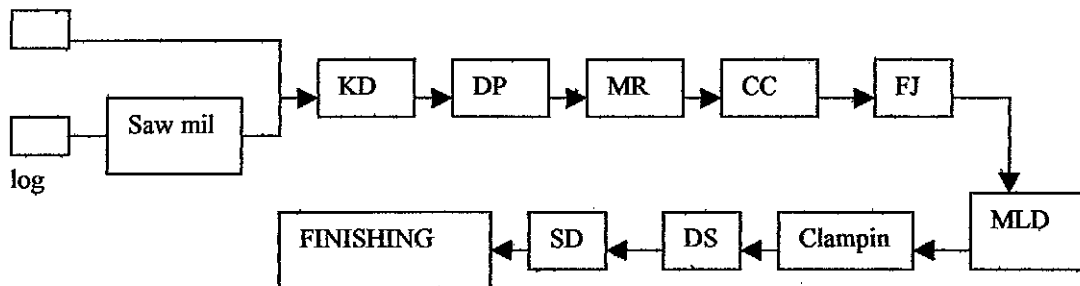 KD
DP
MR
CC
FJ
Saw mil
log
MLD
Clampin
DS
SD
FINISHING